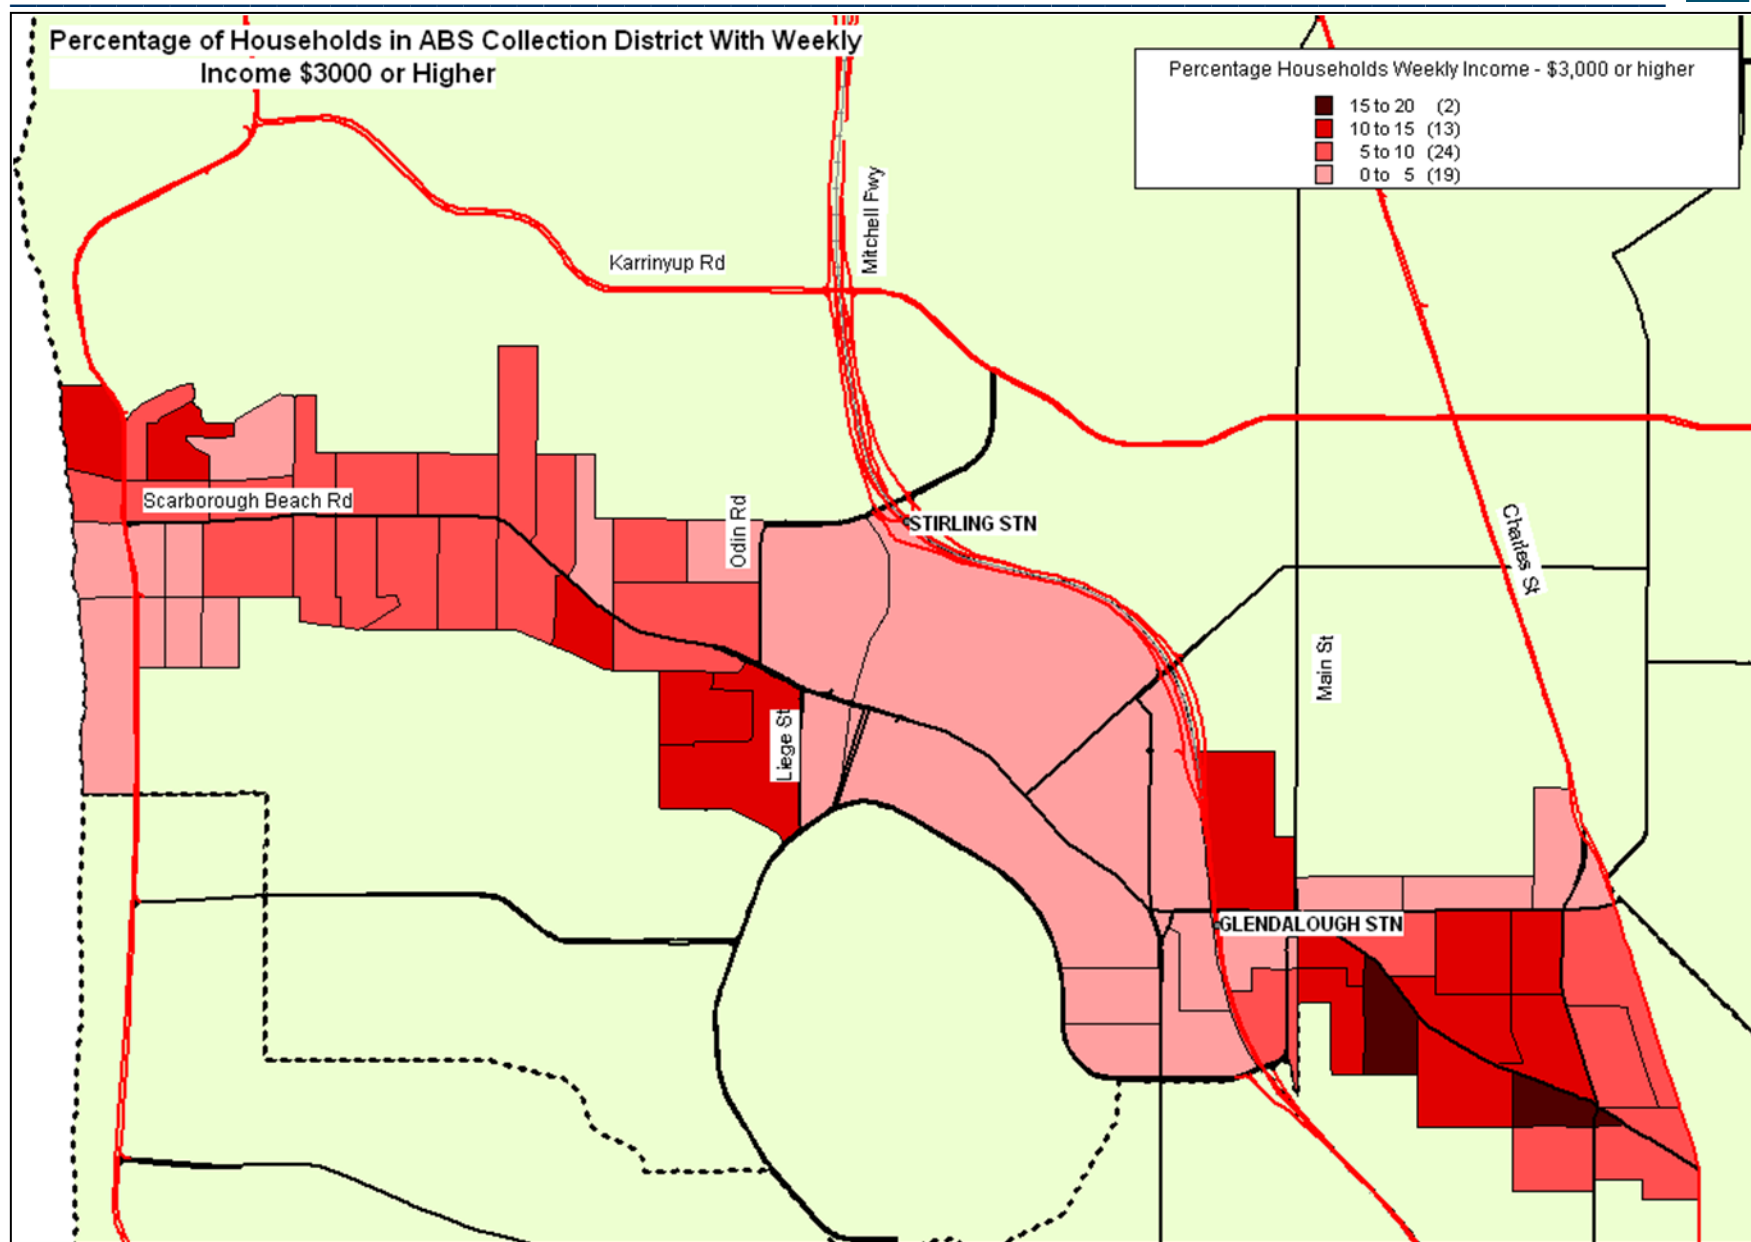 Percentage of Households in ABS Collection District With Weekly
Income $3000 or Higher
Percentage Households Weekly Income - $3,000 or higher
15 to 20 (2)
10 to 15 (13)
5 to 10 (24)
0 to 5 (19)
Mitchell Fwy
Karrinyup Rd
Scarborough Beach Rd
Odin Rd
STIRLING STN
Charles St
Main St
Liege St
GLENDALOUGH STN